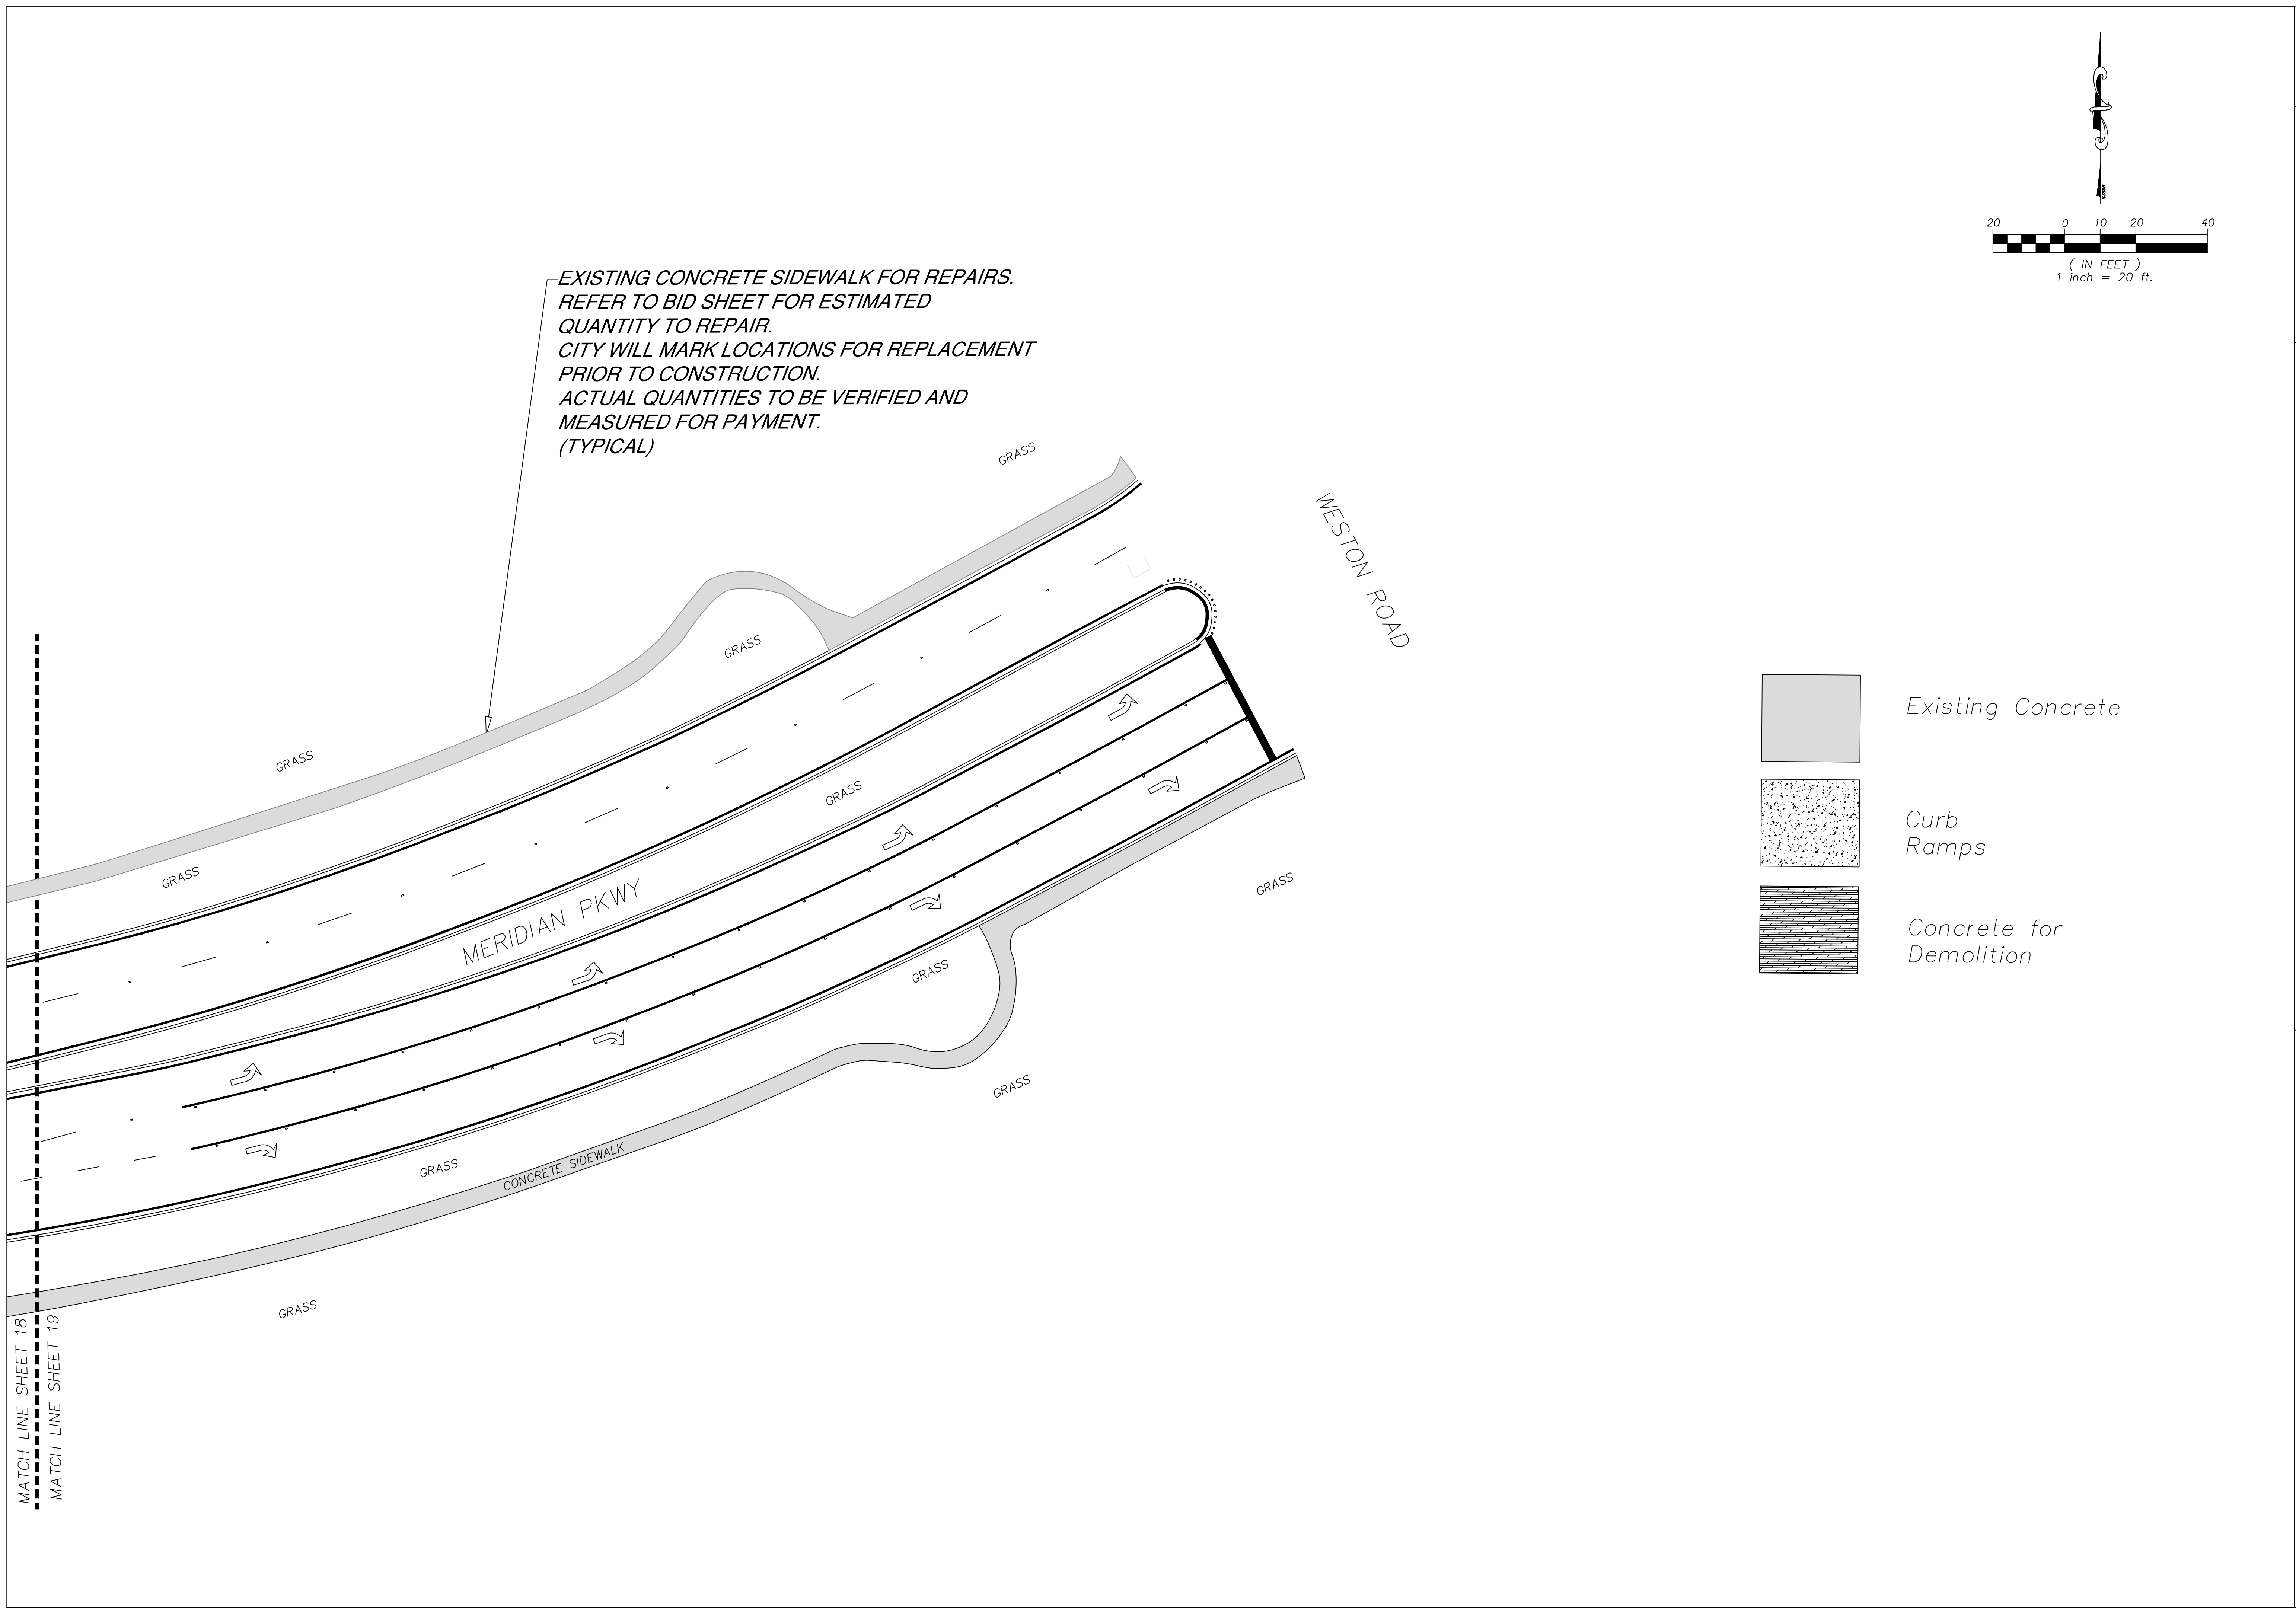 20 0 10 20 40
( IN FEET )
1 inch = 20 ft.
EXISTING CONCRETE SIDEWALK FOR REPAIRS.
REFER TO BID SHEET FOR ESTIMATED
QUANTITY TO REPAIR.
CITY WILL MARK LOCATIONS FOR REPLACEMENT
PRIOR TO CONSTRUCTION.
ACTUAL QUANTITIES TO BE VERIFIED AND
MEASURED FOR PAYMENT.
(TYPICAL)
GRASS
WESTON ROAD
GRASS
GRASS
GRASS
GRASS
MERIDIAN PKWY
GRASS
GRASS
GRASS
GRASS
CONCRETE SIDEWALK
GRASS
MATCH LINE SHEET 18
MATCH LINE SHEET 19
Existing Concrete
Curb
Ramps
Concrete for
Demolition